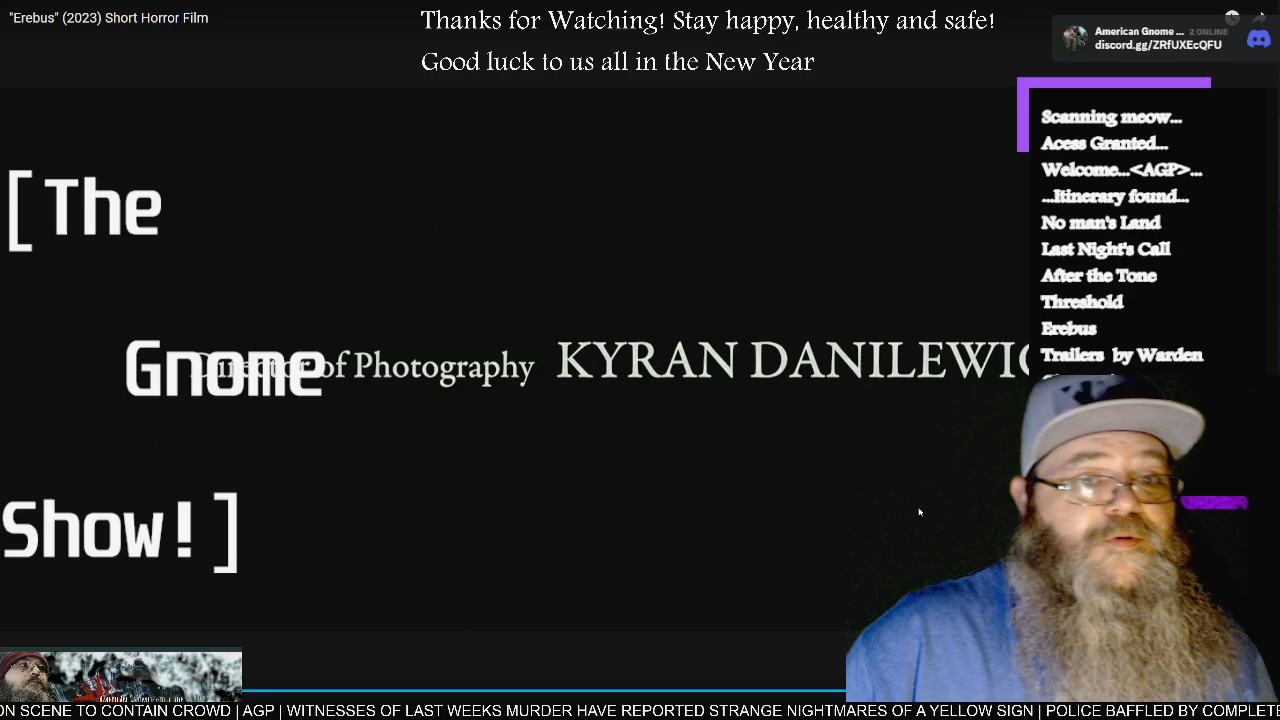 "Erebus" (2023) Short Horror Film
Thanks for Watching! Stay happy, healthy and safe!
Good luck to us all in the New Year
American Gnome ... 2 ONLINE
discord.gg/ZRfUXEcQFU
Scanning meow...
Acess Granted...
Welcome...<AGP>...
...Itinerary found...
No man's Land
Last Night's Call
After the Tone
Threshold
Erebus
Trailers by Warden
[The
Gnome
Show!]
Director of Photography KYRAN DANILEWIC
ON SCENE TO CONTAIN CROWD | AGP | WITNESSES OF LAST WEEKS MURDER HAVE REPORTED STRANGE NIGHTMARES OF A YELLOW SIGN | POLICE BAFFLED BY COMPLETE